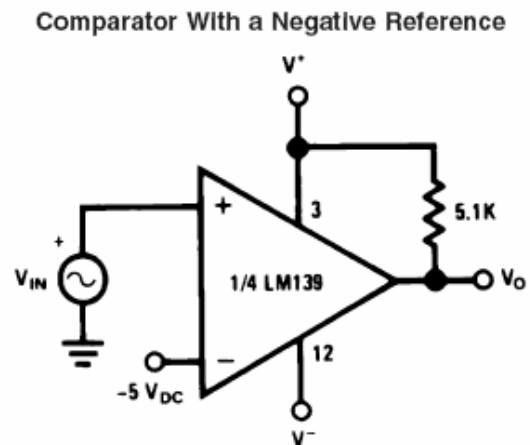 Comparator With a Negative Reference
V+
+
3
5.1K
+
VIN
1/4 LM139
VO
−
12
-5 VDC
V−